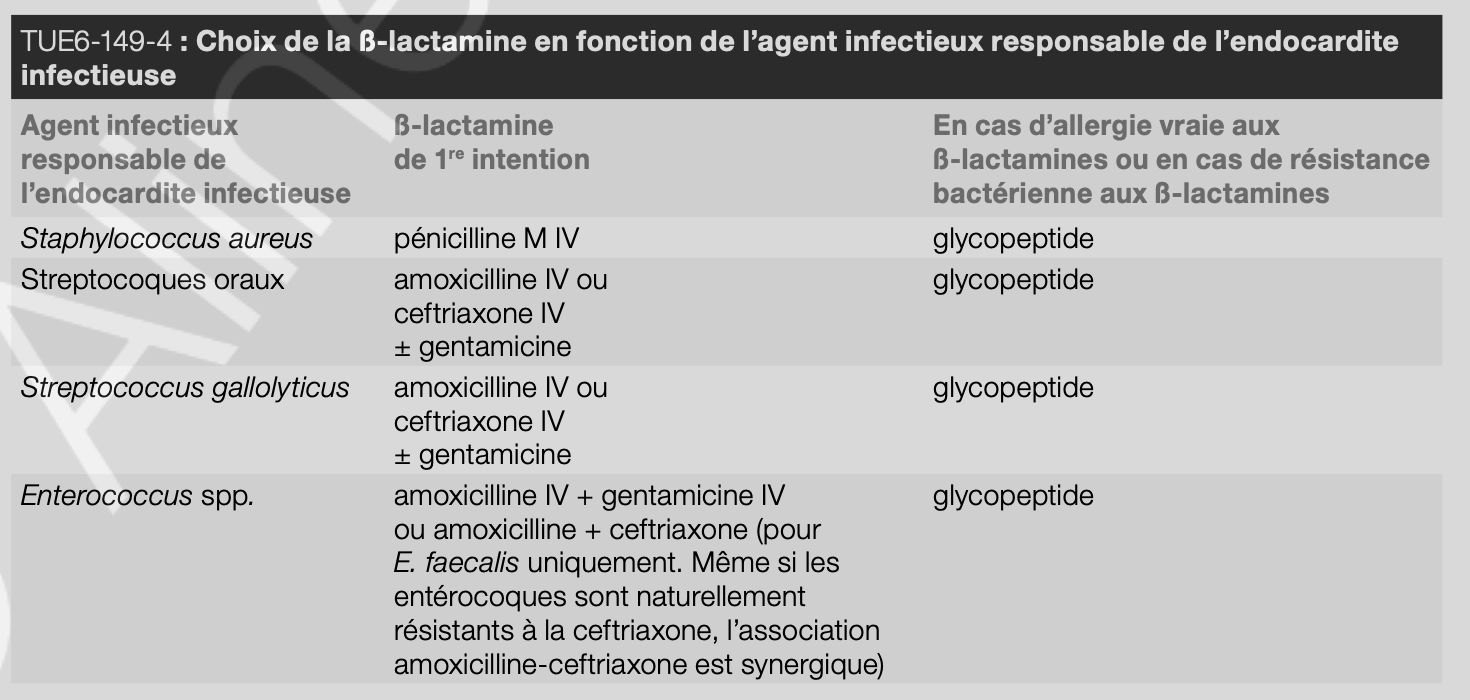 TUE6-149-4 : Choix de la ß-lactamine en fonction de l'agent infectieux responsable de l'endocardite
infectieuse
Agent infectieux
responsable de
l'endocardite infectieuse
ß-lactamine
de 1re intention
En cas d'allergie vraie aux
ß-lactamines ou en cas de résistance
bactérienne aux ß-lactamines
Staphylococcus aureus
pénicilline M IV
glycopeptide
Streptocoques oraux
amoxicilline IV ou
ceftriaxone IV
± gentamicine
glycopeptide
Streptococcus gallolyticus
amoxicilline IV ou
ceftriaxone IV
± gentamicine
glycopeptide
Enterococcus spp.
amoxicilline IV + gentamicine IV
ou amoxicilline + ceftriaxone (pour
E. faecalis uniquement. Même si les
entérocoques sont naturellement
résistants à la ceftriaxone, l'association
amoxicilline-ceftriaxone est synergique)
glycopeptide